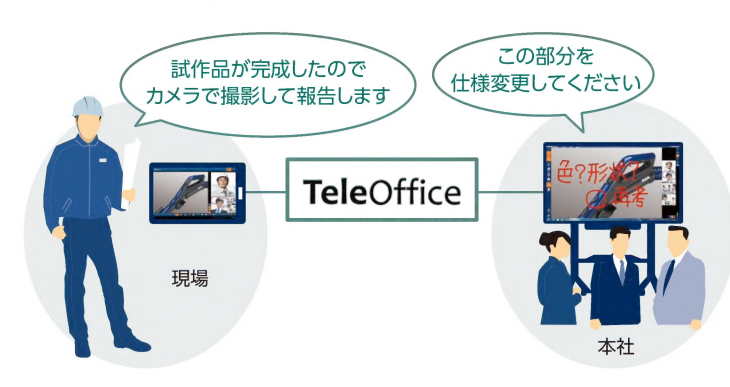 試作品が完成したので
カメラで撮影して報告します
この部分を
仕様変更してください
TeleOffice
色?形状?
再考
現場
本社